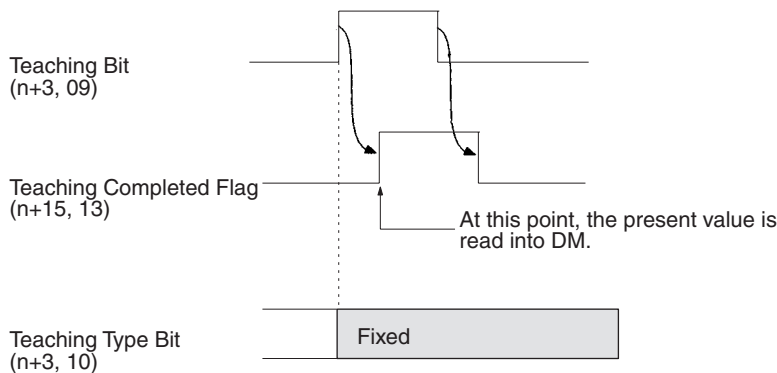 Teaching Bit
(n+3, 09)
Teaching Completed Flag
(n+15, 13)
At this point, the present value is
read into DM.
Teaching Type Bit
(n+3, 10)
Fixed